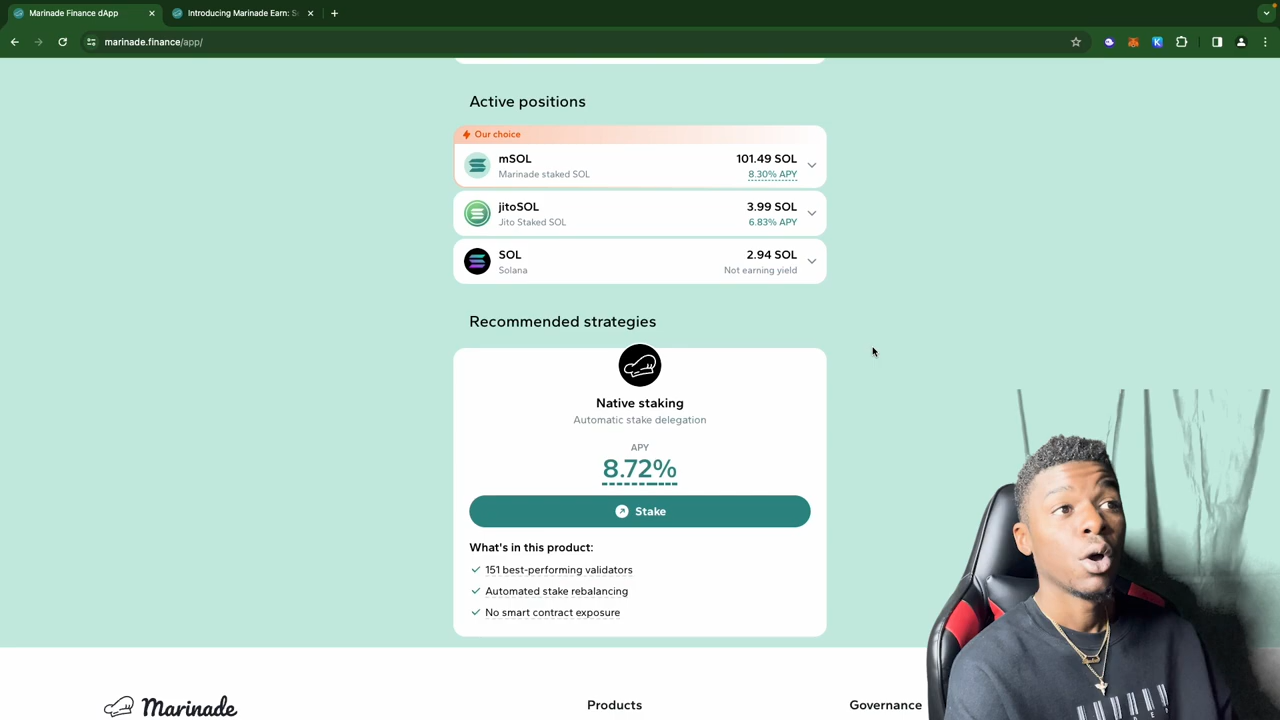 Marinade Finance dApp
Introducing Marinade Earn: S
marinade.finance/app/
Active positions
Our choice
mSOL
101.49 SOL
Marinade staked SOL
8.30% APY
jitoSOL
3.99 SOL
Jito Staked SOL
6.83% APY
SOL
2.94 SOL
Solana
Not earning yield
Recommended strategies
Native staking
Automatic stake delegation
APY
8.72%
Stake
What's in this product:
151 best-performing validators
Automated stake rebalancing
No smart contract exposure
Marinade
Products
Governance